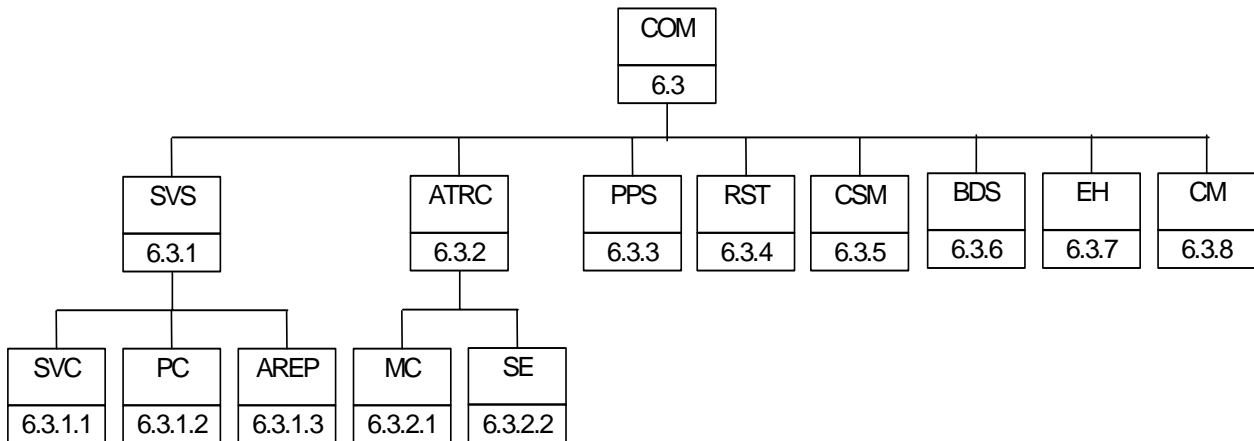 COM
6.3
SVS
6.3.1
ATRC
6.3.2
PPS
6.3.3
RST
6.3.4
CSM
6.3.5
BDS
6.3.6
EH
6.3.7
CM
6.3.8
SVC
6.3.1.1
PC
6.3.1.2
AREP
6.3.1.3
MC
6.3.2.1
SE
6.3.2.2